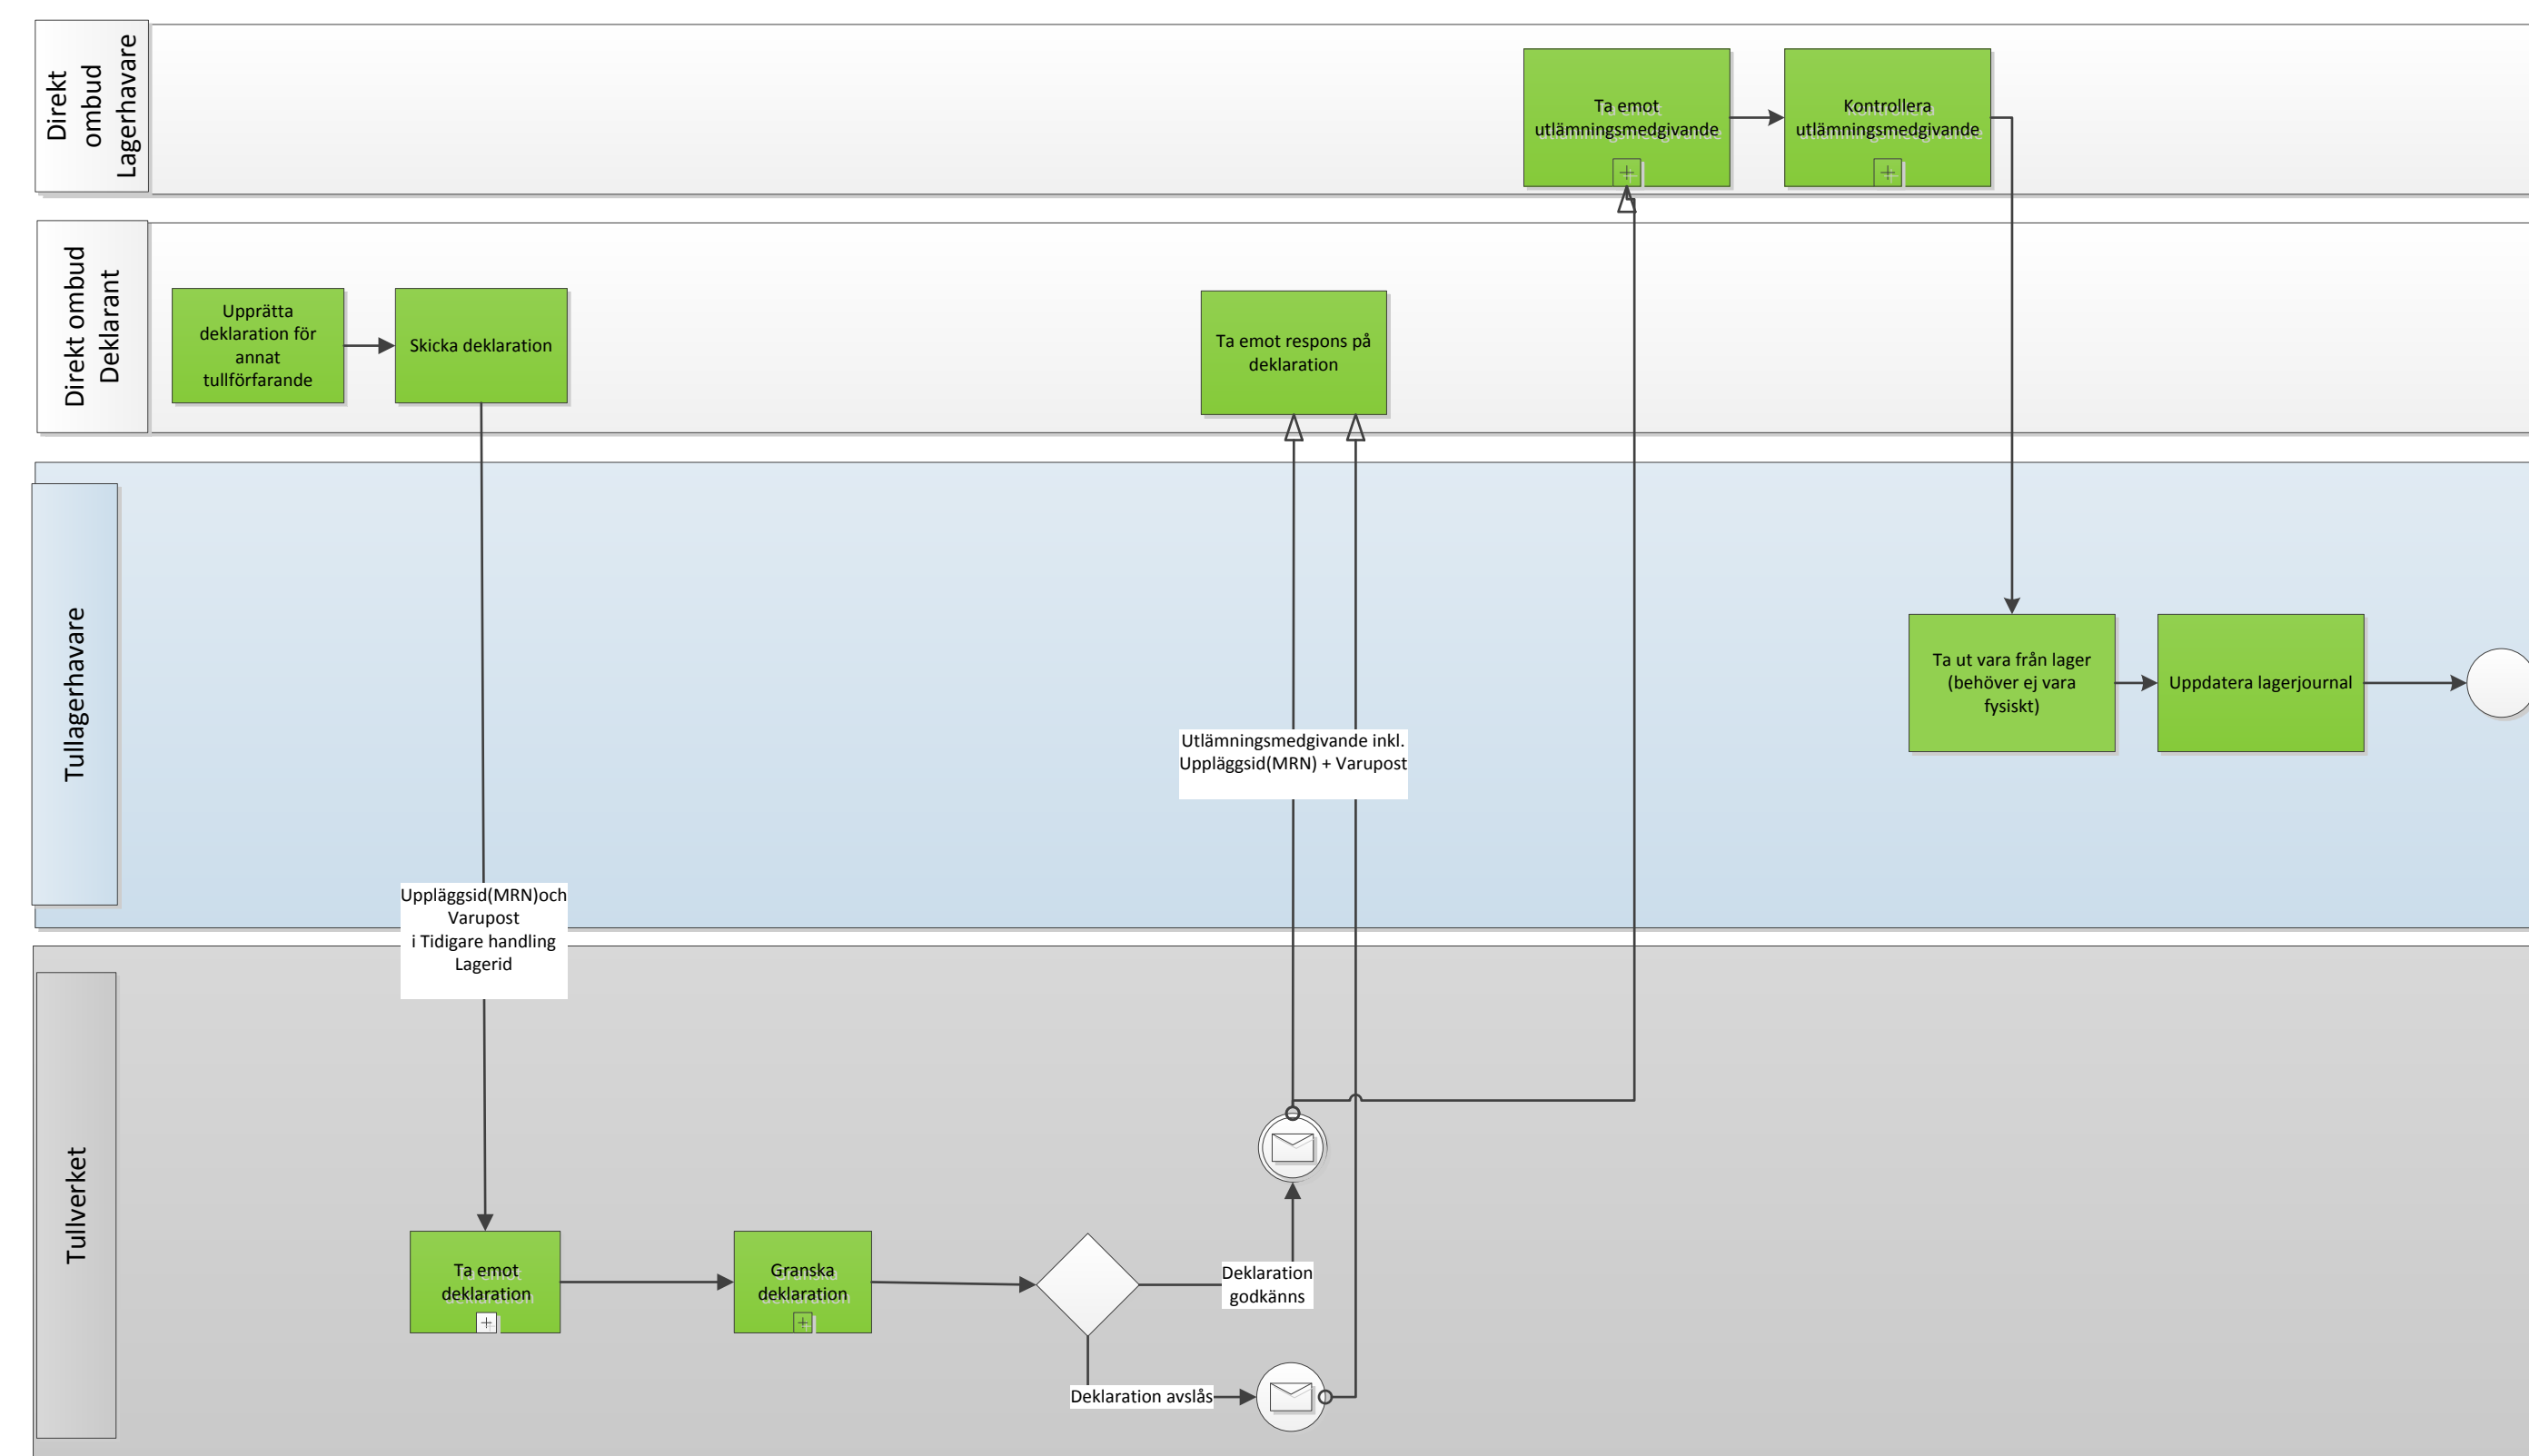 Direkt
ombud
Lagerhavare
Ta emot
utlämningsmedgivande
Kontrollera
utlämningsmedgivande
Direkt ombud
Deklarant
Upprätta
deklaration för
annat
tullförfarande
Skicka deklaration
Ta emot respons på
deklaration
Tullagerhavare
Ta ut vara från lager
(behöver ej vara
fysiskt)
Uppdatera lagerjournal
Utlämningsmedgivande inkl.
Uppläggsid(MRN) + Varupost
Uppläggsid(MRN)och
Varupost
i Tidigare handling
Lagerid
Tullverket
Ta emot
deklaration
Granska
deklaration
Deklaration
godkänns
Deklaration avslås